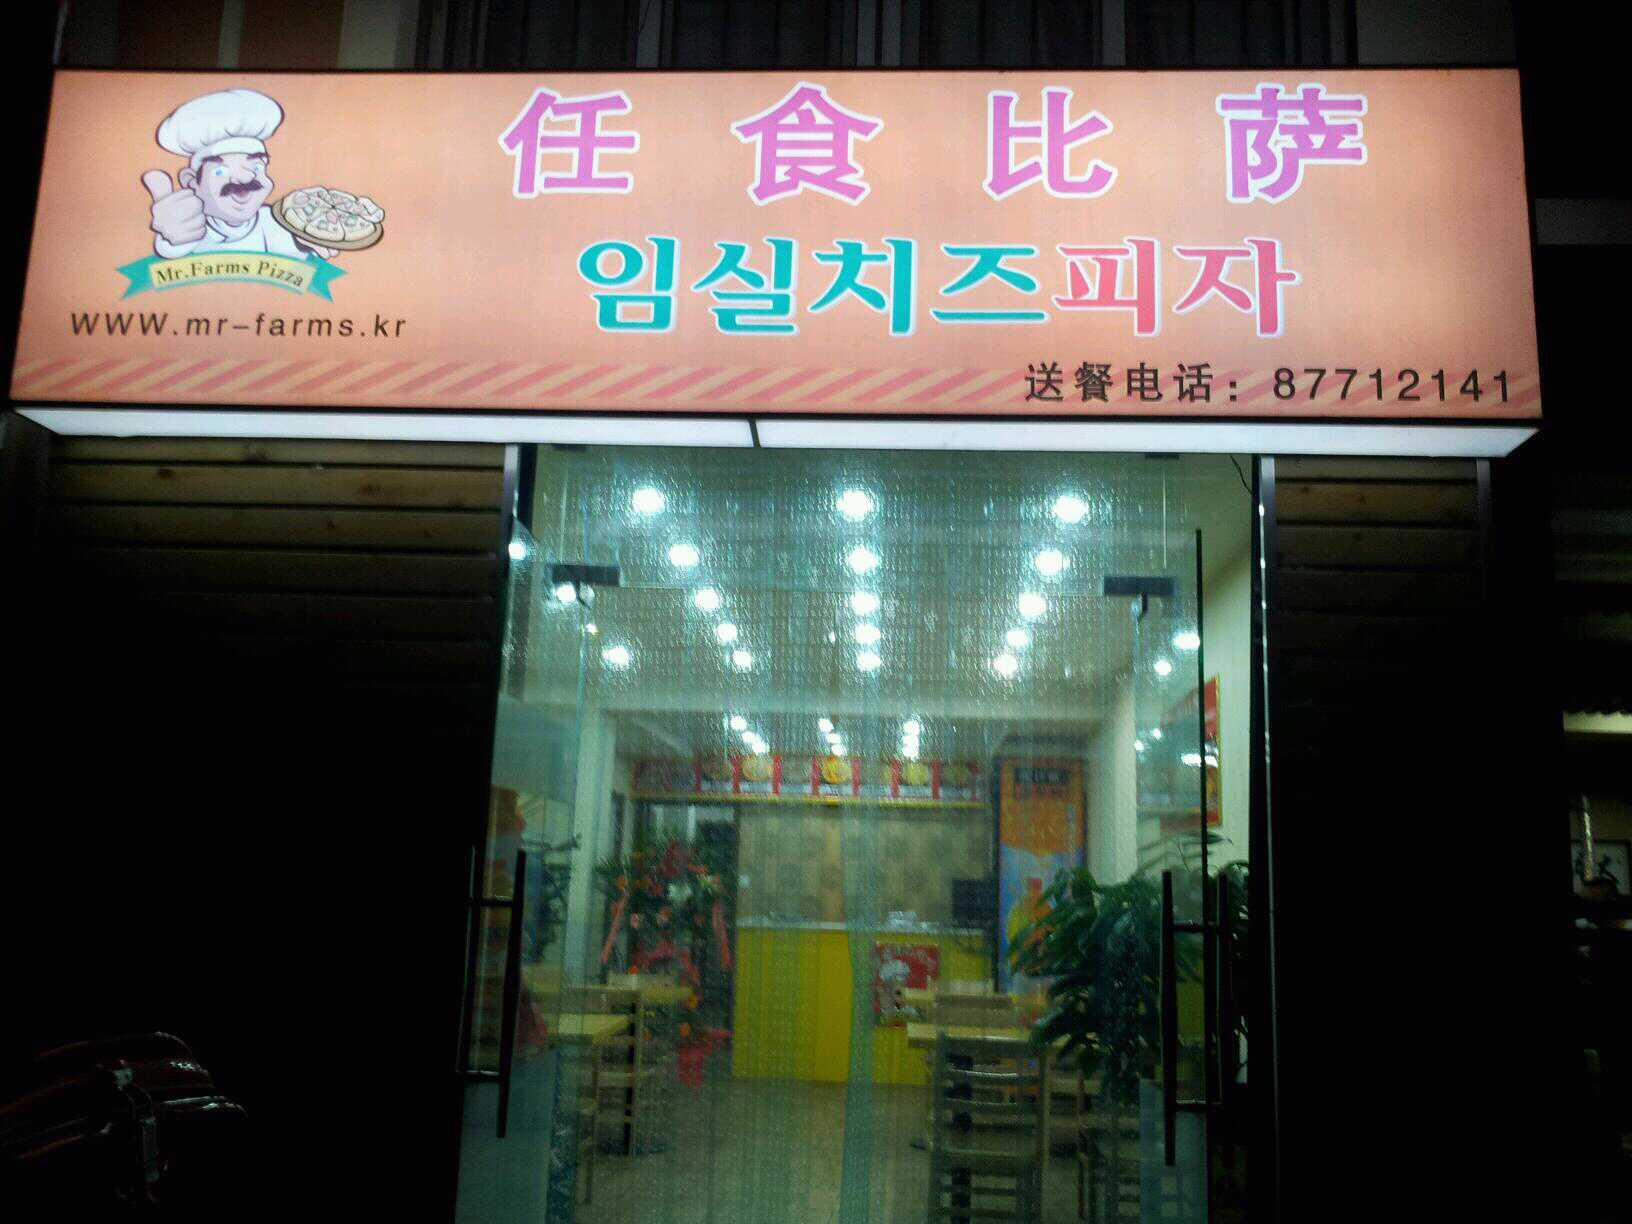 任食比萨
임실치즈피자
Mr.Farms Pizza
www.mr-farms.kr
送餐电话：87712141